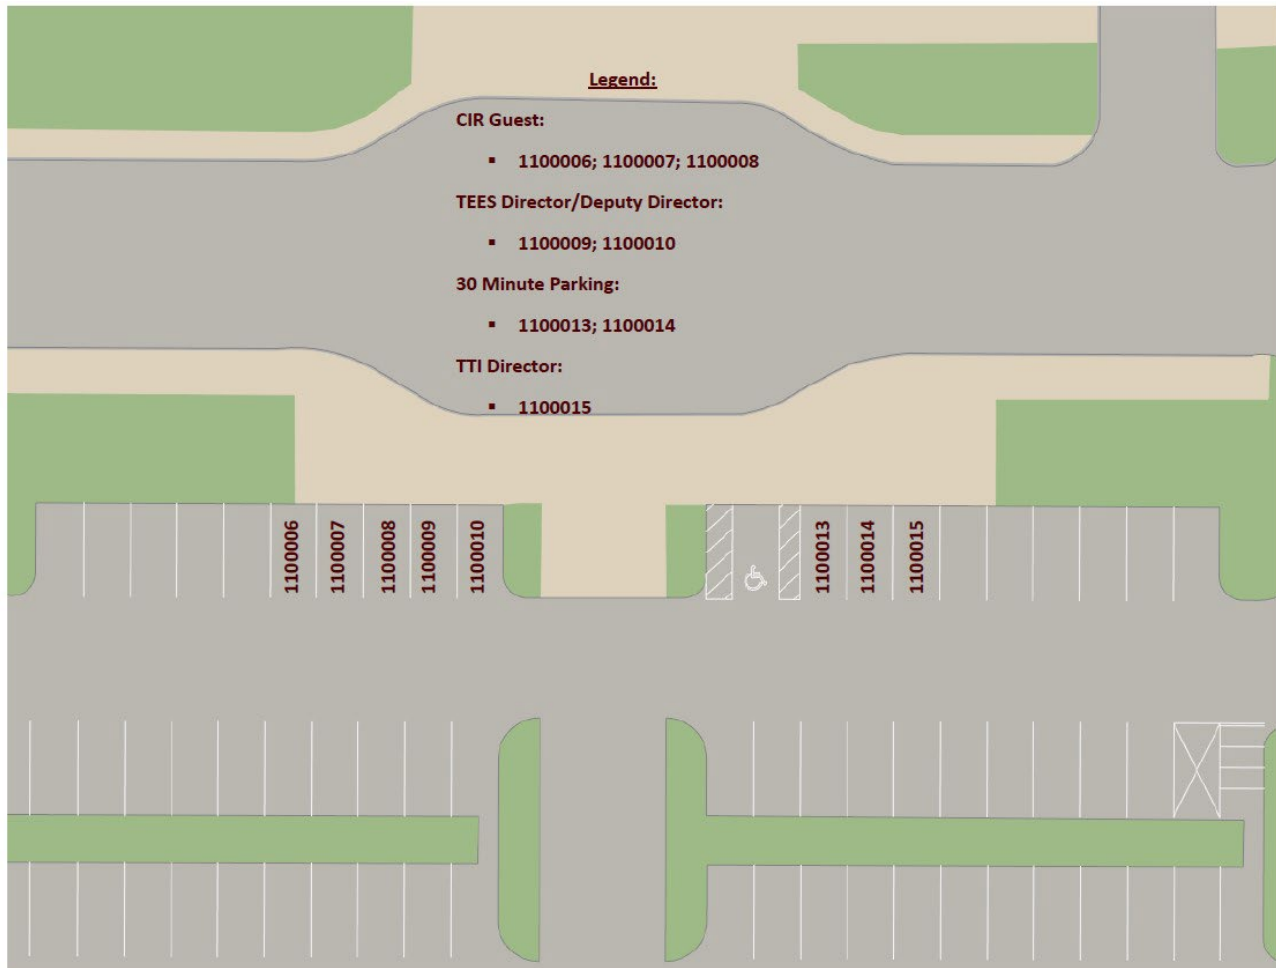 Legend:
CIR Guest:
▪ 1100006; 1100007; 1100008
TEES Director/Deputy Director:
▪ 1100009; 1100010
30 Minute Parking:
▪ 1100013; 1100014
TTI Director:
▪ 1100015
1100006
1100007
1100008
1100009
1100010
1100013
1100014
1100015